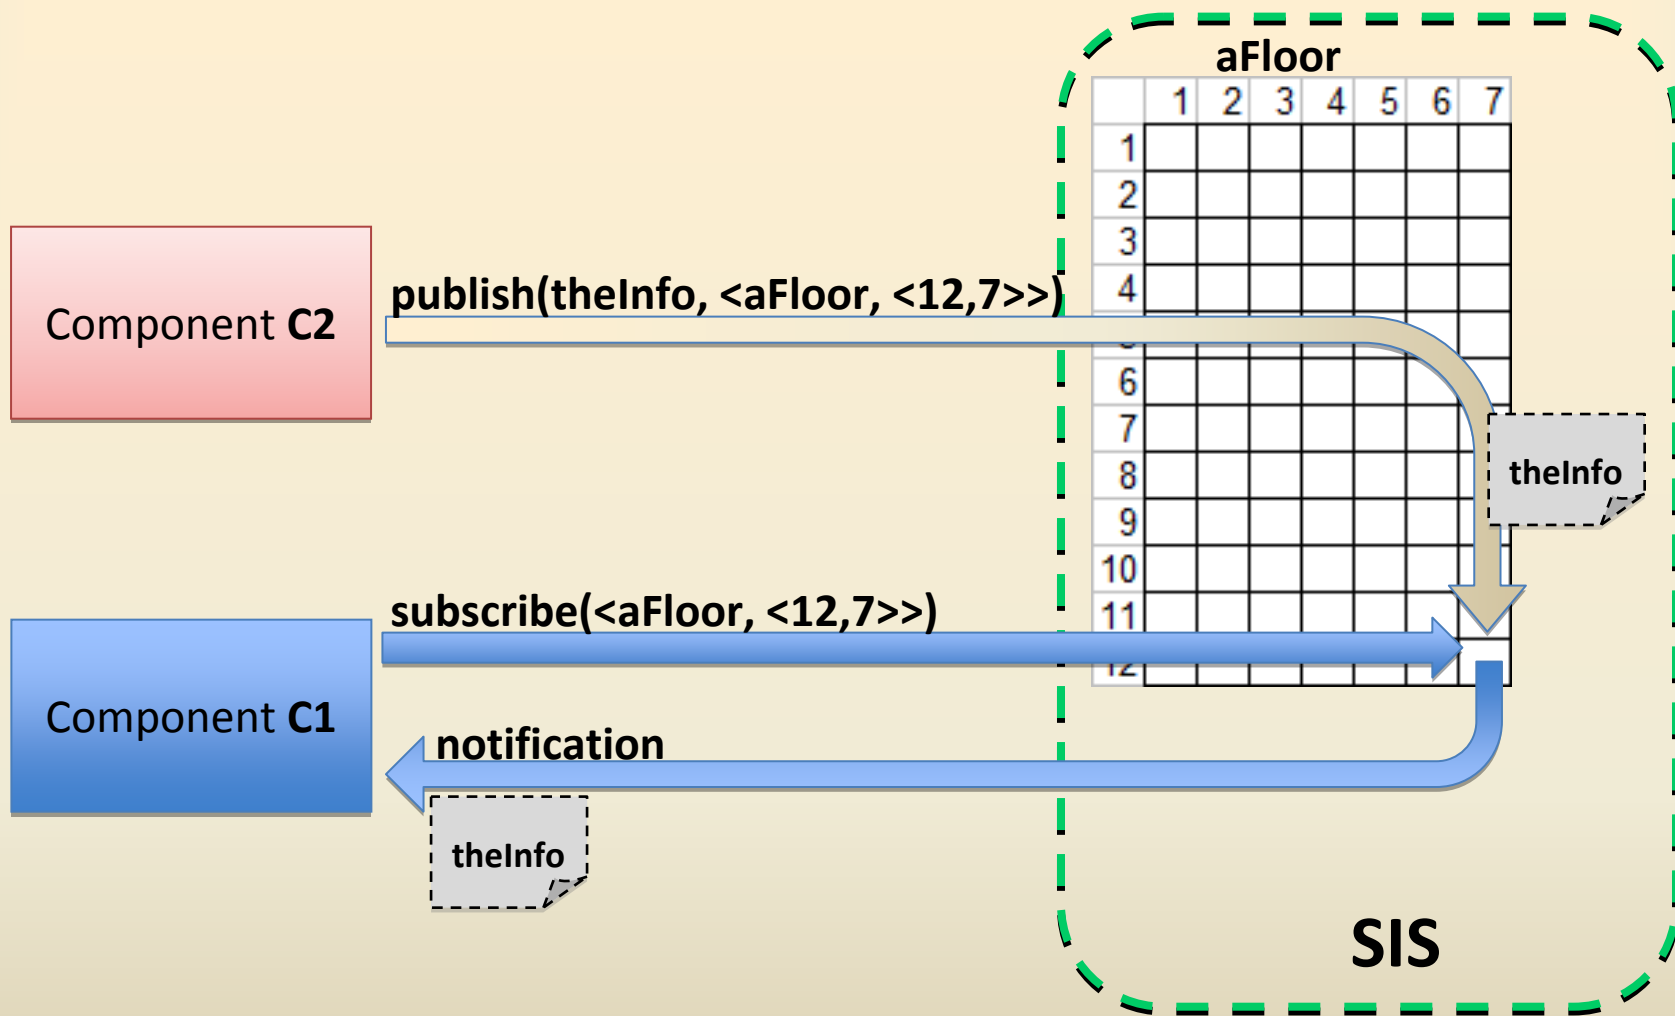 aFloor
1 2 3 4 5 6 7
1
2
3
Component C2
publish(theInfo, <aFloor, <12,7>>)
4
6
7
theInfo
8
9
10
subscribe(<aFloor, <12,7>>)
11
12
Component C1
notification
theInfo
SIS